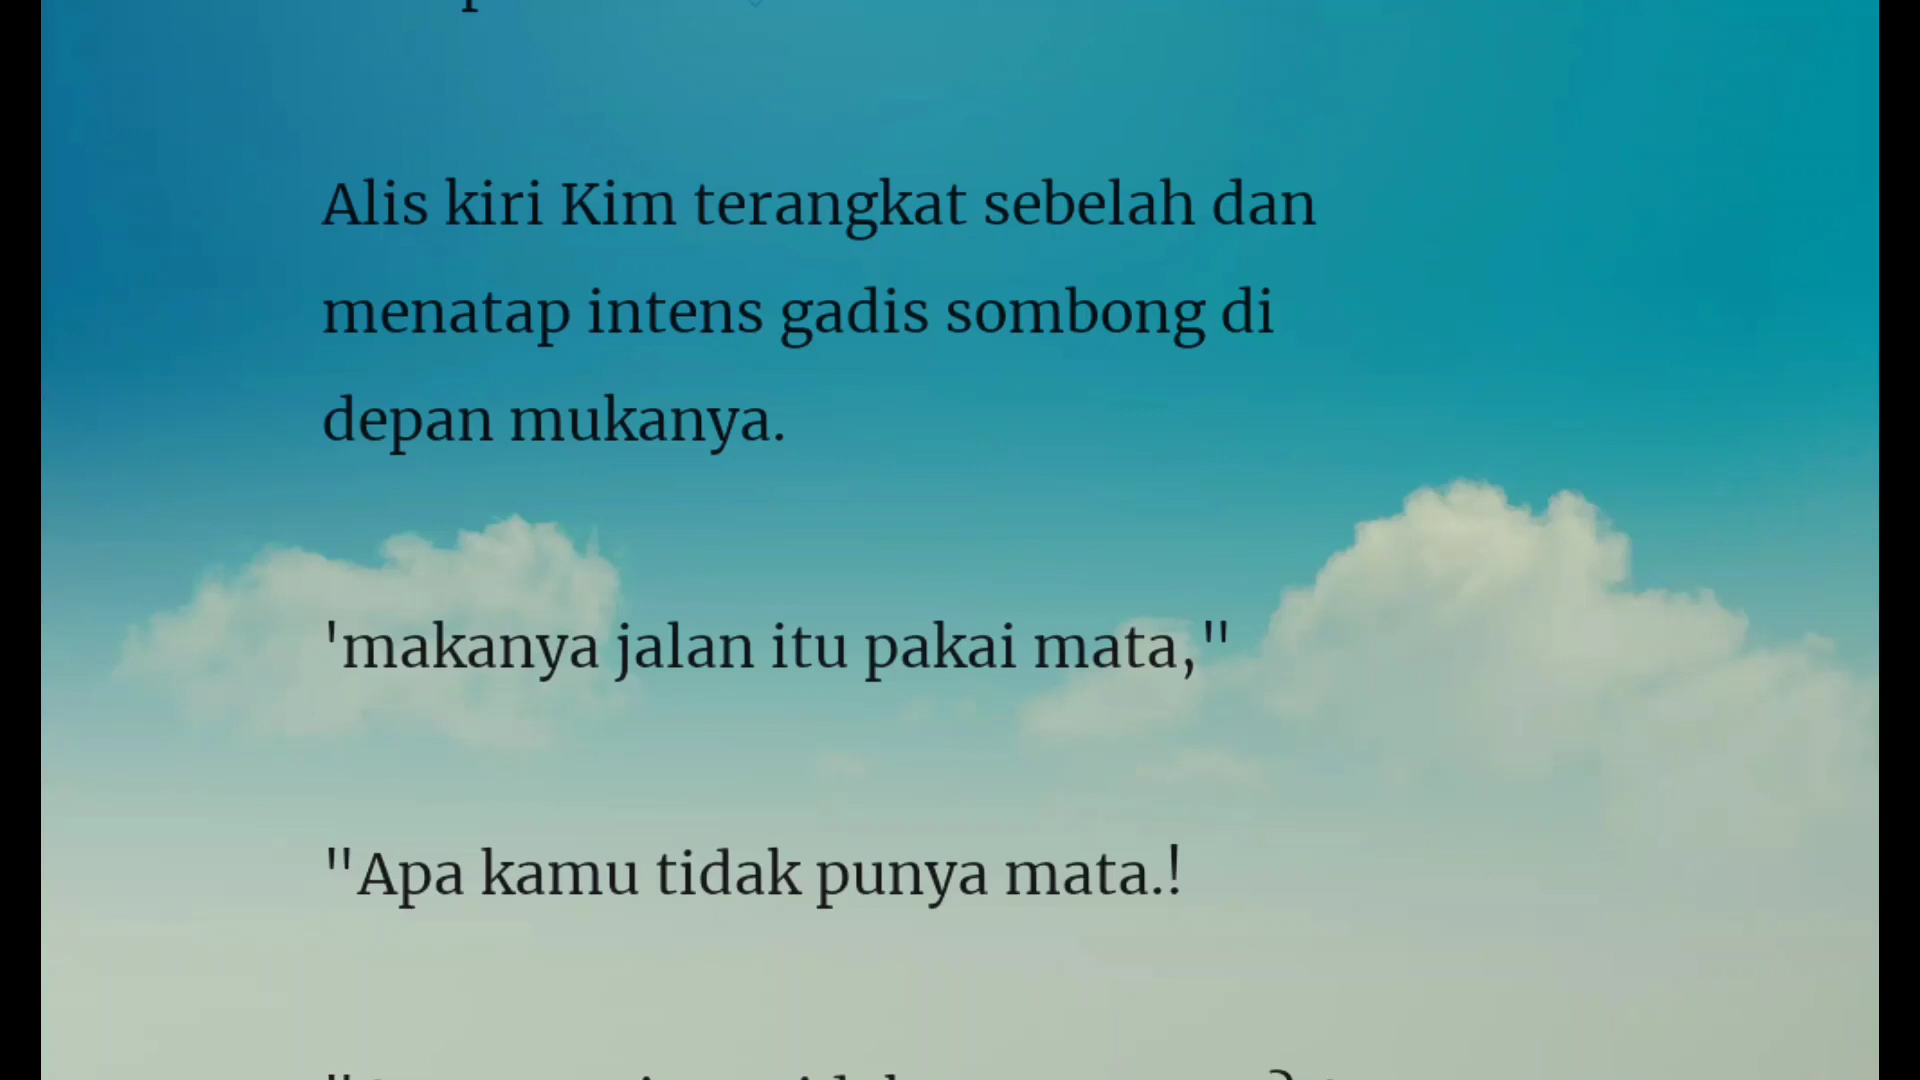 Alis kiri Kim terangkat sebelah dan
menatap intens gadis sombong di
depan mukanya.
'makanya jalan itu pakai mata,"
"Apa kamu tidak punya mata.!